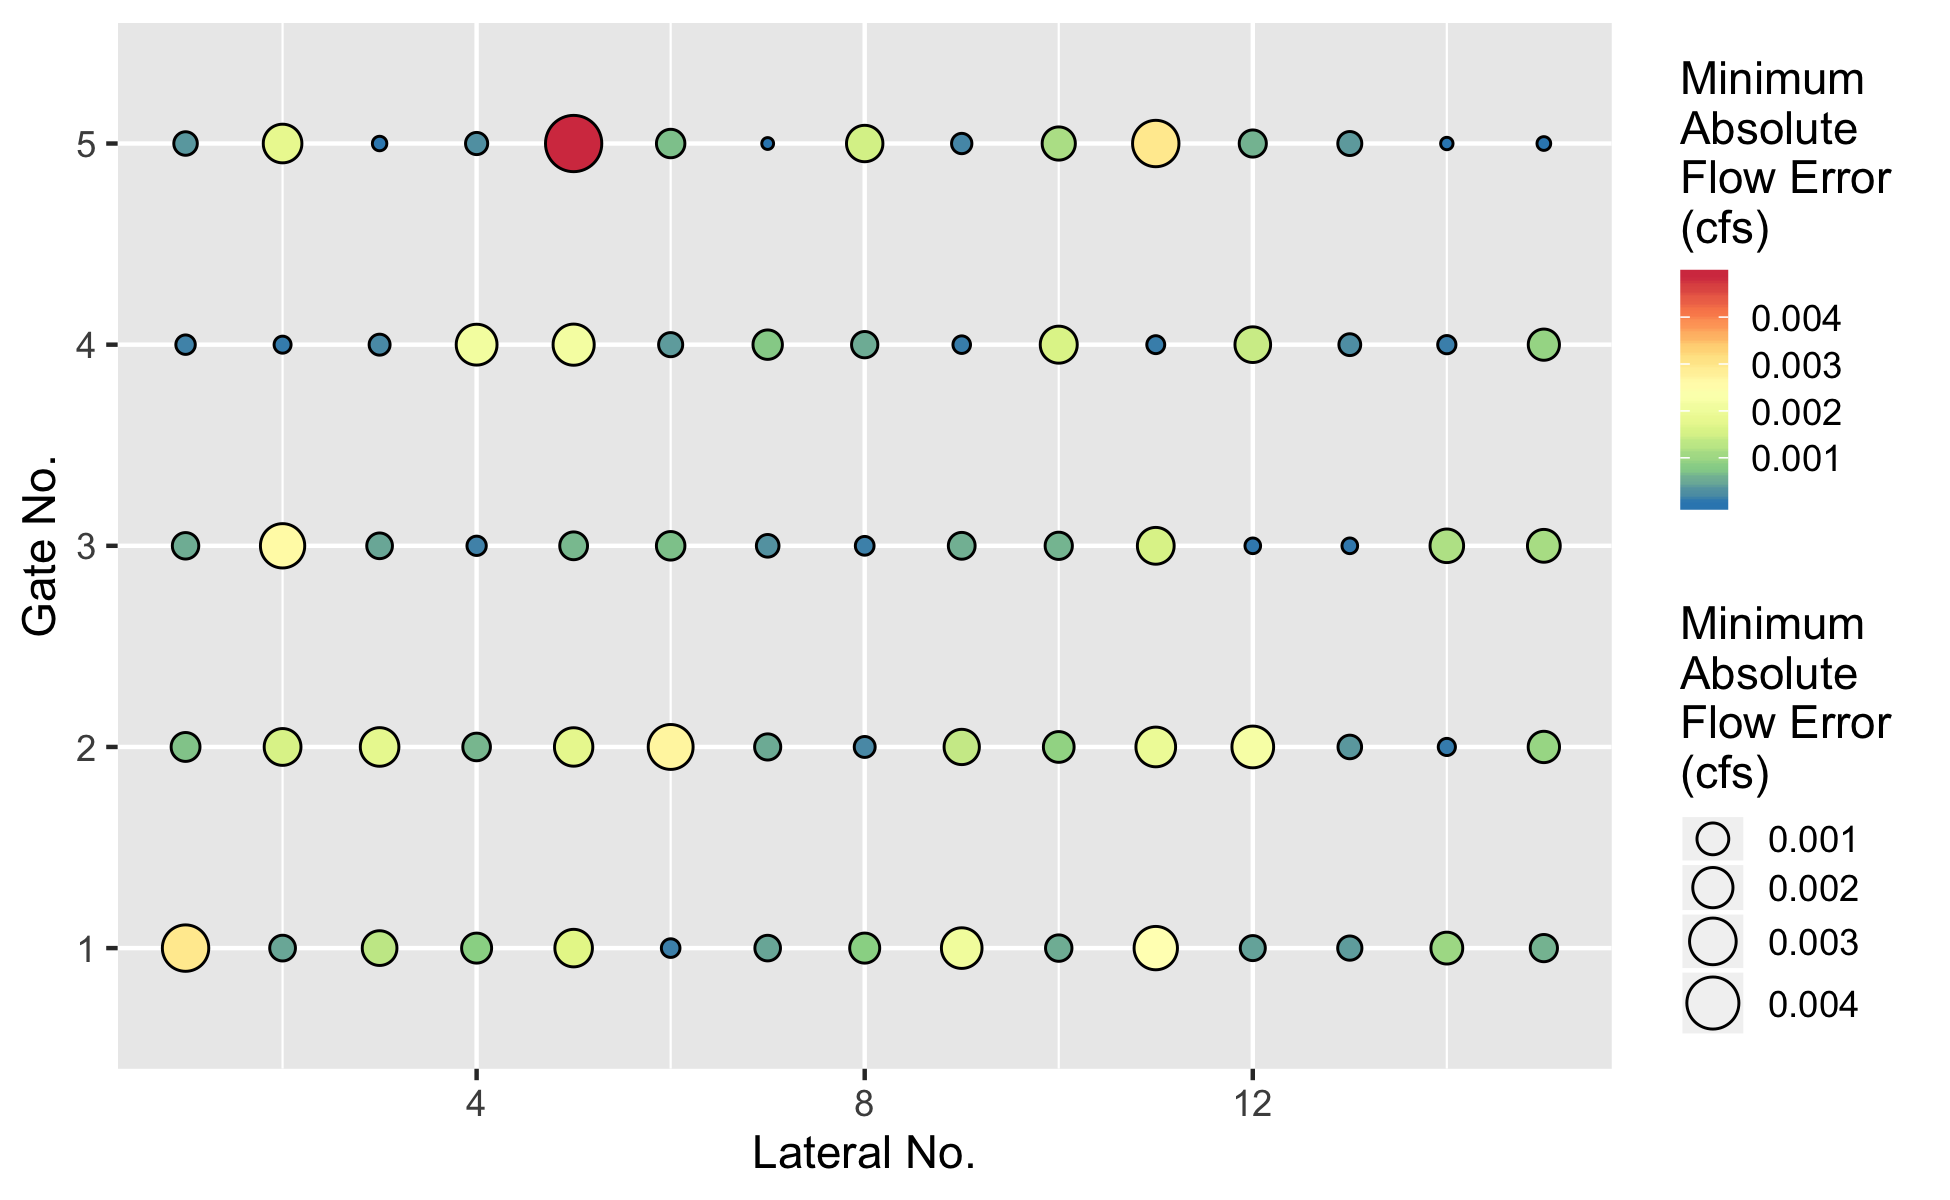 5
4
3
2
1
Gate No.
4 8 12
Lateral No.
Minimum
Absolute
Flow Error
(cfs)
0.004
0.003
0.002
0.001
Minimum
Absolute
Flow Error
(cfs)
0.001
0.002
0.003
0.004